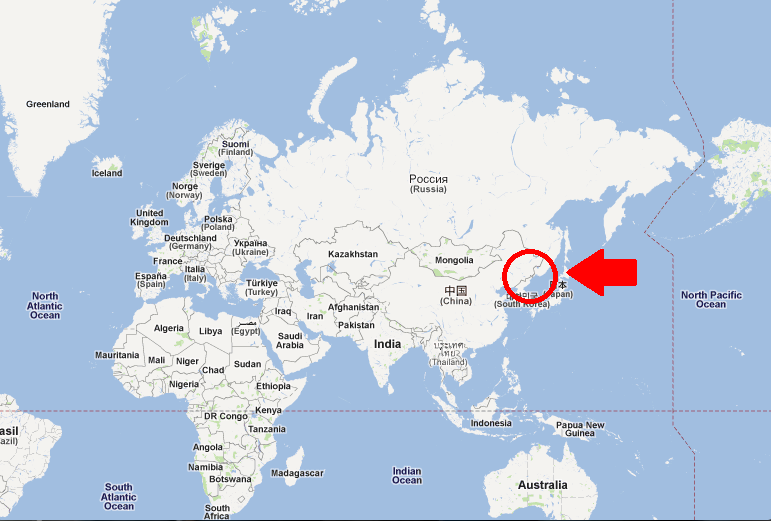 Greenland
Iceland
Suomi
(Finland)
Sverige
(Sweden)
Norge
(Norway)
Россия
(Russia)
United
Kingdom
Polska
(Poland)
Deutschland
(Germany)
Україна
(Ukraine)
France
Italia
(Italy)
España
(Spain)
Kazakhstan
Mongolia
Türkiye
(Turkey)
中国
(China)
(South Korea)
本
(Japan)
North
Atlantic
Ocean
North Pacific
Ocean
Iraq
Iran
Afghanistan
Pakistan
Algeria
Libya
(Egypt)
Saudi
Arabia
India
Mauritania
Mali
Niger
Chad
Sudan
(Thailand)
Nigeria
Ethiopia
DR Congo
Kenya
Tanzania
Indonesia
Papua New
Guinea
asil
azil)
Angola
Namibia
Botswana
Madagascar
Indian
Ocean
Australia
South
Atlantic
Ocean
South
Africa